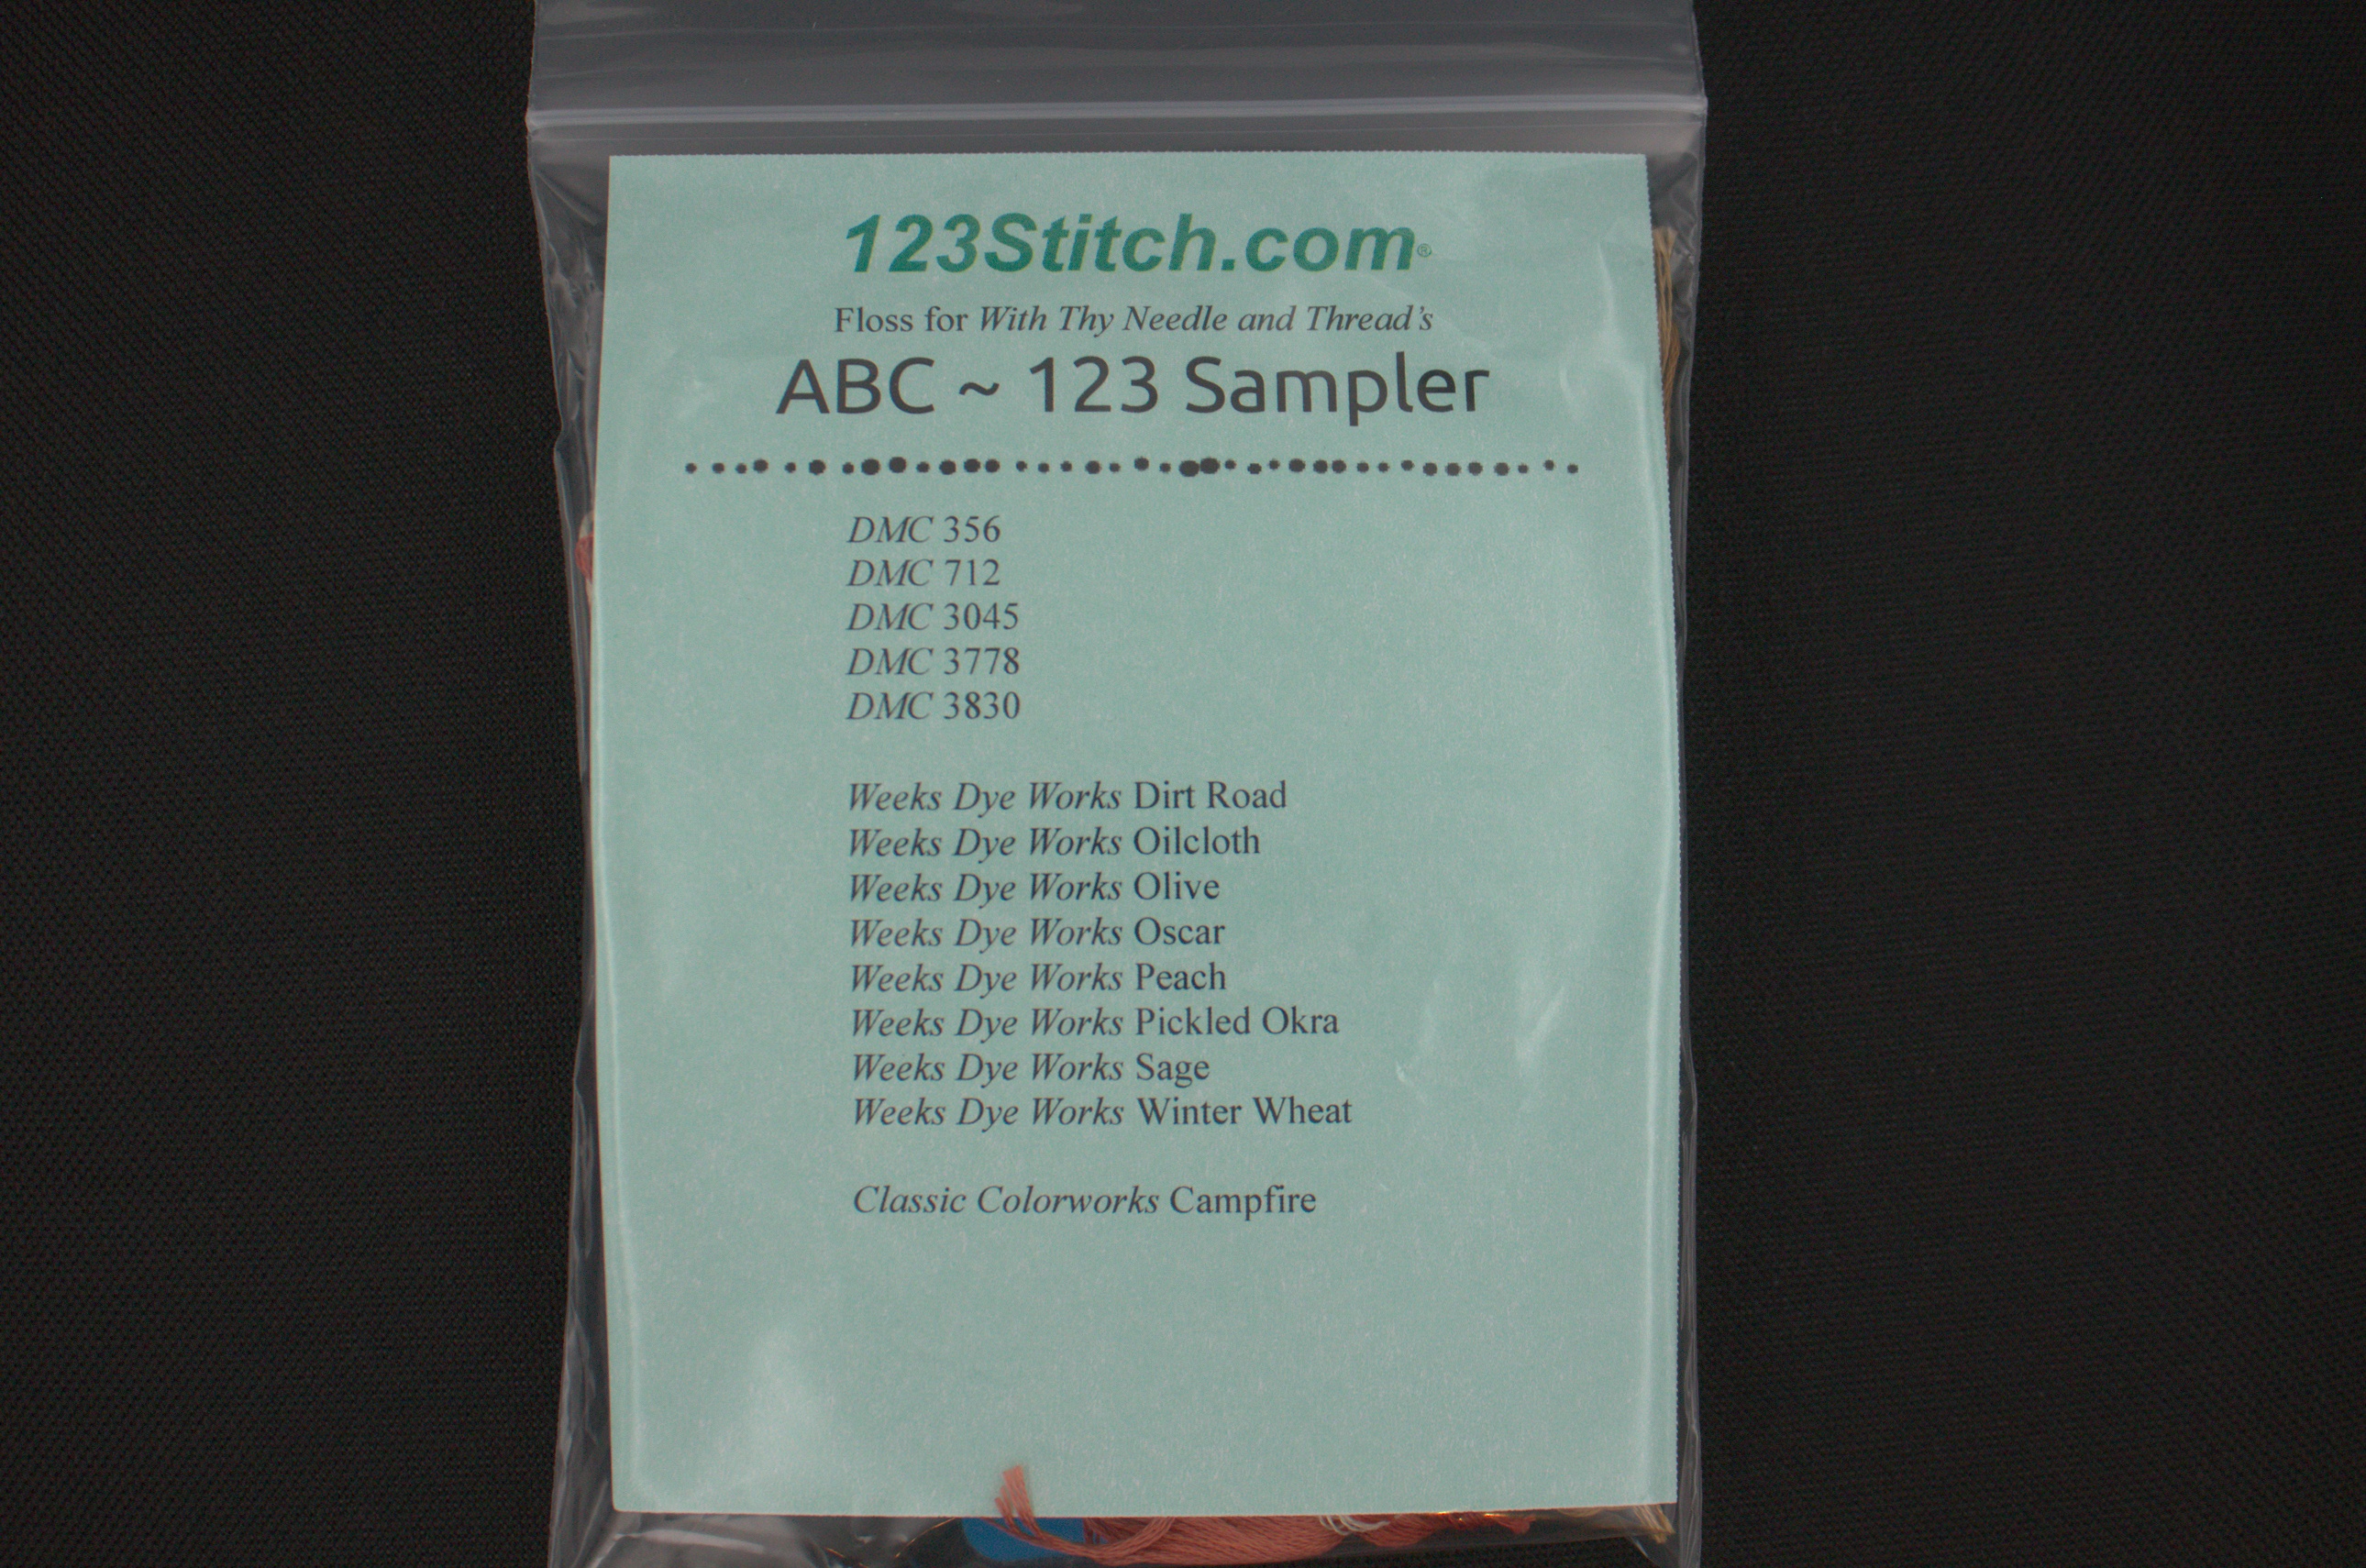 123Stitch.com®
Floss for With Thy Needle and Thread's
ABC ~ 123 Sampler
DMC 356
DMC 712
DMC 3045
DMC 3778
DMC 3830
Weeks Dye Works Dirt Road
Weeks Dye Works Oilcloth
Weeks Dye Works Olive
Weeks Dye Works Oscar
Weeks Dye Works Peach
Weeks Dye Works Pickled Okra
Weeks Dye Works Sage
Weeks Dye Works Winter Wheat
Classic Colorworks Campfire